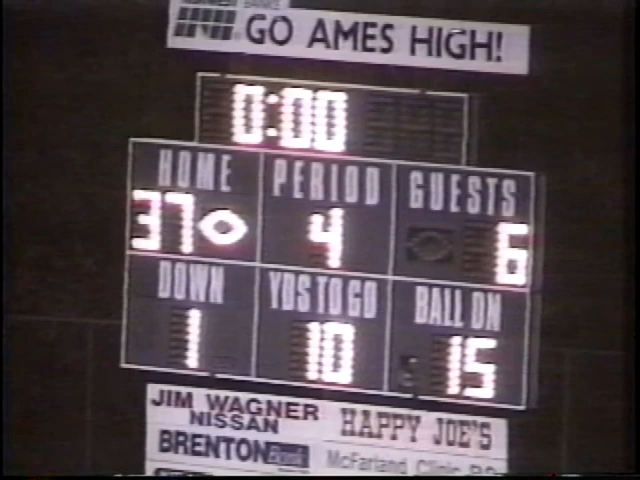 GO AMES HIGH!
0:00
HOME PERIOD GUESTS
37 4 6
DOWN YDS TO GO BALL ON
1 10 15
JIM WAGNER
NISSAN
HAPPY JOE'S
BRENTON Bank
McFarland Clinic P.C.